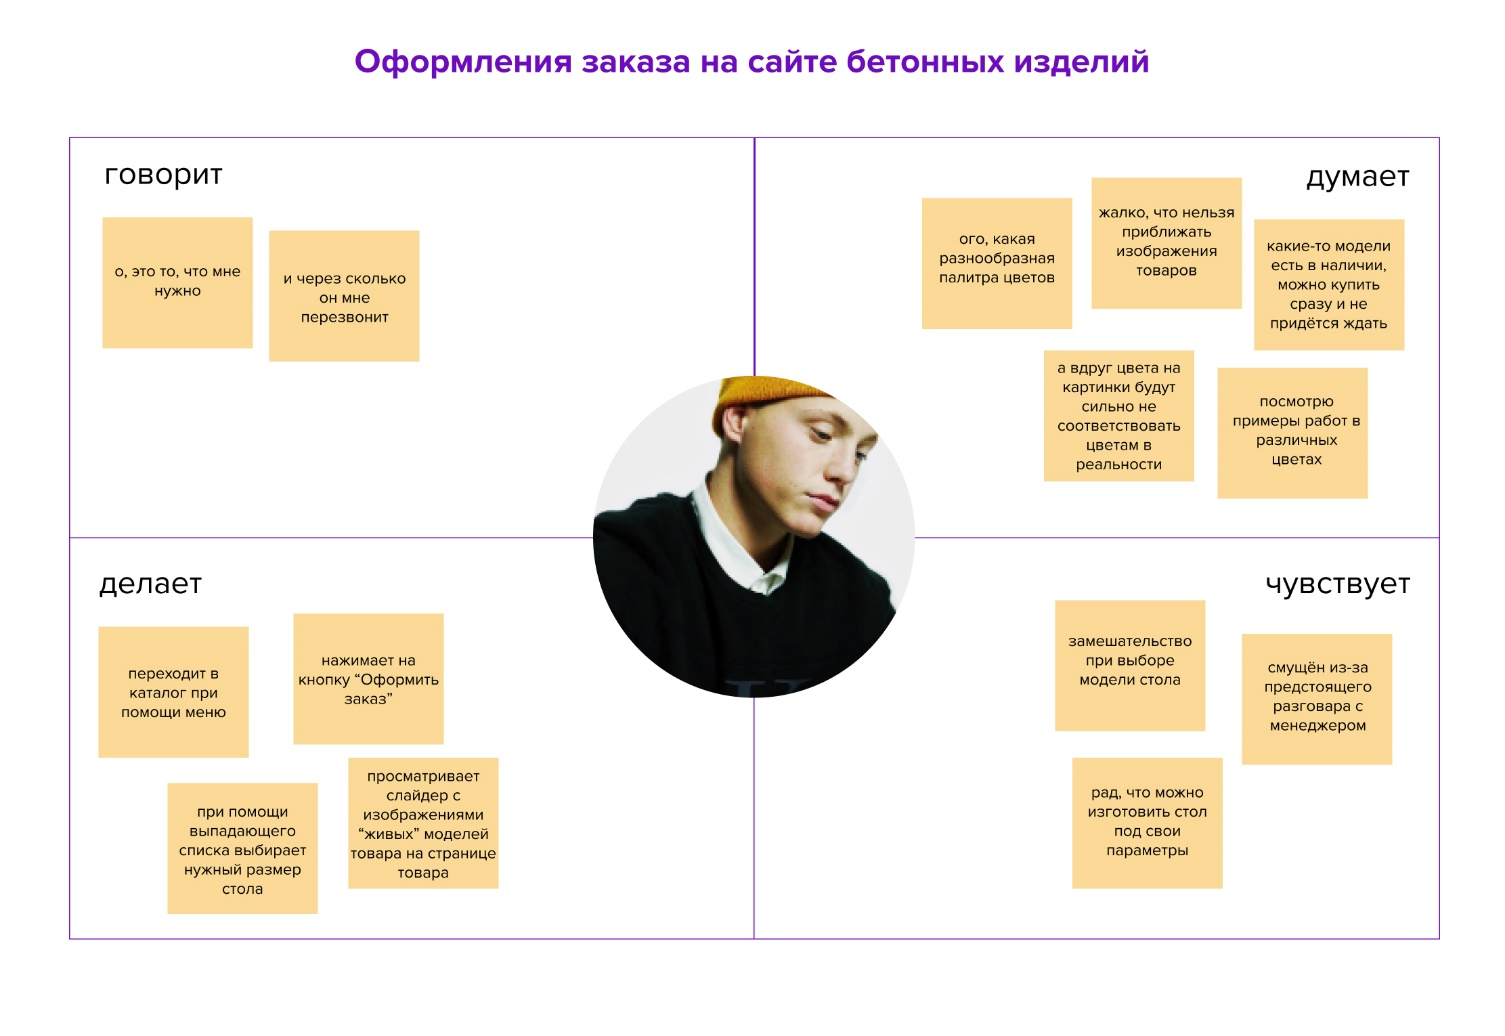 Оформления заказа на сайте бетонных изделий
говорит
о, это то, что мне
нужно
и через сколько
он мне
перезвонит
думает
ого, какая
разнообразная
палитра цветов
жалко, что нельзя
приближать
изображения
товаров
какие-то модели
есть в наличии,
можно купить
сразу и не
придётся ждать
а вдруг цвета на
картинки будут
сильно не
соответствовать
цветам в
реальности
посмотрю
примеры работ в
различных
цветах
делает
переходит в
каталог при
помощи меню
нажимает на
кнопку “Оформить
заказ”
при помощи
выпадающего
списка выбирает
нужный размер
стола
просматривает
слайдер с
изображениями
“живых” моделей
товара на странице
товара
чувствует
замешательство
при выборе
модели стола
смущён из-за
предстоящего
разговара с
менеджером
рад, что можно
изготовить стол
под свои
параметры